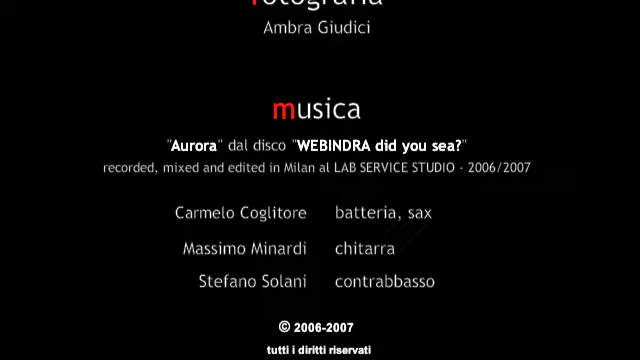 fotografia
Ambra Giudici
musica
"Aurora" dal disco "WEBINDRA did you sea?"
recorded, mixed and edited in Milan al LAB SERVICE STUDIO - 2006/2007
Carmelo Coglitore batteria, sax
Massimo Minardi chitarra
Stefano Solani contrabbasso
© 2006-2007
tutti i diritti riservati